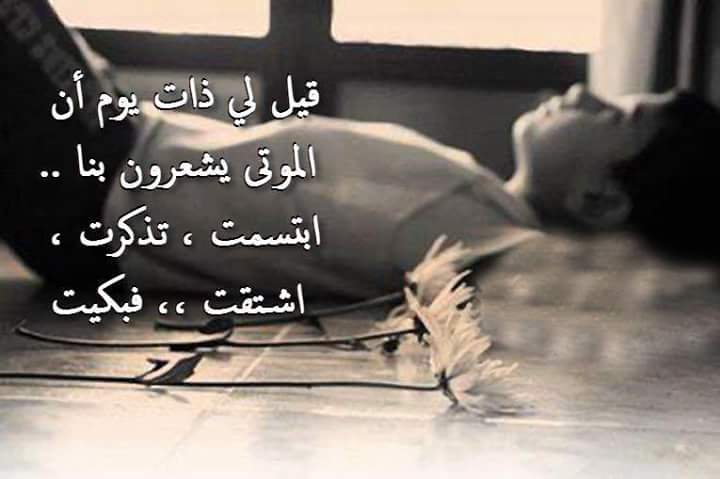 قيل لي ذات يوم أن
الموتى يشعرون بنا ..
ابتسمت ، تذكرت ،
اشتقت ،، فبكيت